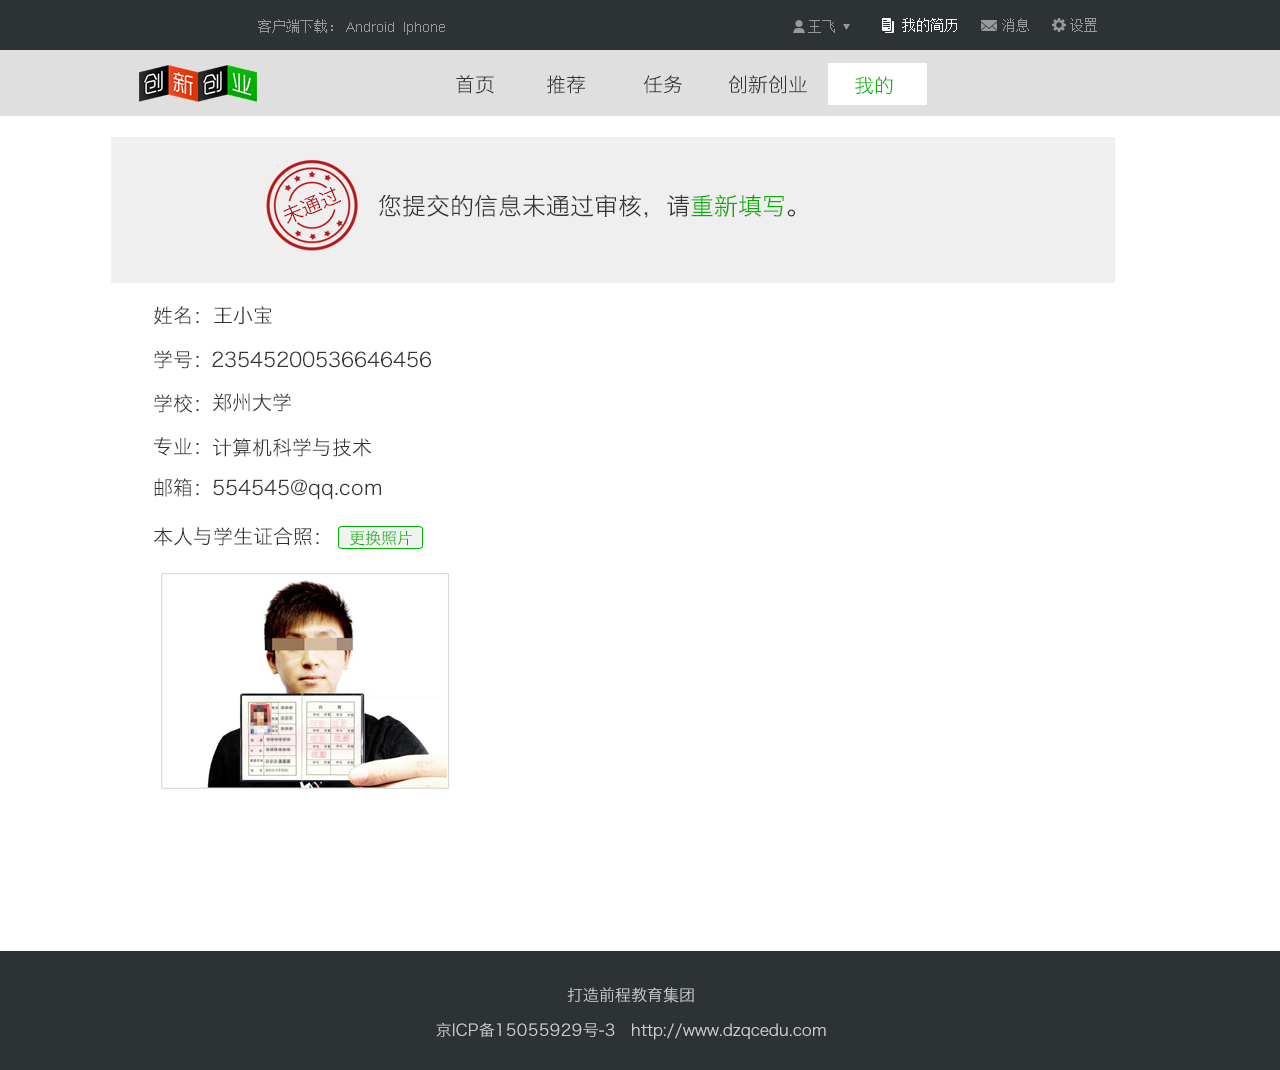 客户端下载： Android Iphone 王飞 ▼ 我的简历 消息 设置
创新创业 首页 推荐 任务 创新创业 我的
未通过 您提交的信息未通过审核，请重新填写。
姓名：王小宝
学号：23545200536646456
学校：郑州大学
专业：计算机科学与技术
邮箱：554545@qq.com
本人与学生证合照： 更换照片
打造前程教育集团
京ICP备15055929号-3 http://www.dzqcedu.com